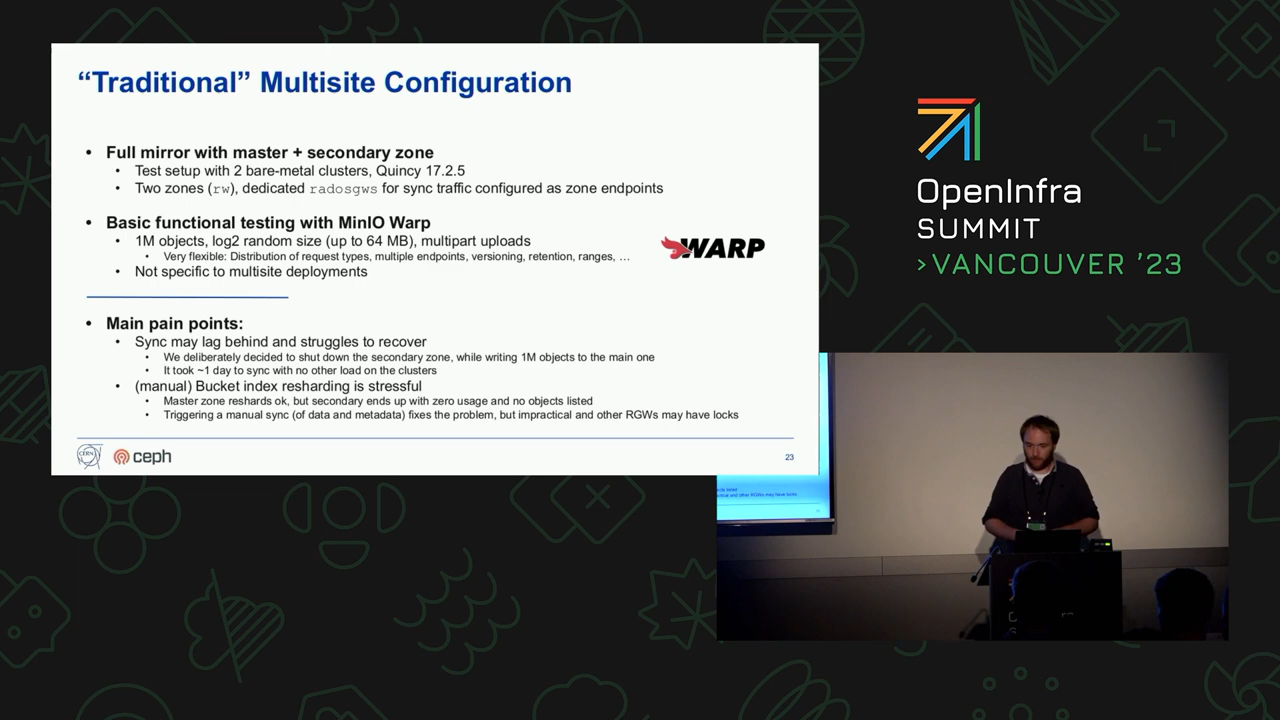 “Traditional” Multisite Configuration
• Full mirror with master + secondary zone
• Test setup with 2 bare-metal clusters, Quincy 17.2.5
• Two zones (rw), dedicated radosgws for sync traffic configured as zone endpoints
• Basic functional testing with MinIO Warp
• 1M objects, log2 random size (up to 64 MB), multipart uploads
• Very flexible: Distribution of request types, multiple endpoints, versioning, retention, ranges, …
• Not specific to multisite deployments
WARP
• Main pain points:
• Sync may lag behind and struggles to recover
• We deliberately decided to shut down the secondary zone, while writing 1M objects to the main one
• It took ~1 day to sync with no other load on the clusters
• (manual) Bucket index resharding is stressful
• Master zone reshards ok, but secondary ends up with zero usage and no objects listed
• Triggering a manual sync (of data and metadata) fixes the problem, but impractical and other RGWs may have locks
CERN ceph
23
OpenInfra
SUMMIT
>VANCOUVER ’23
and other RGWs may have locks